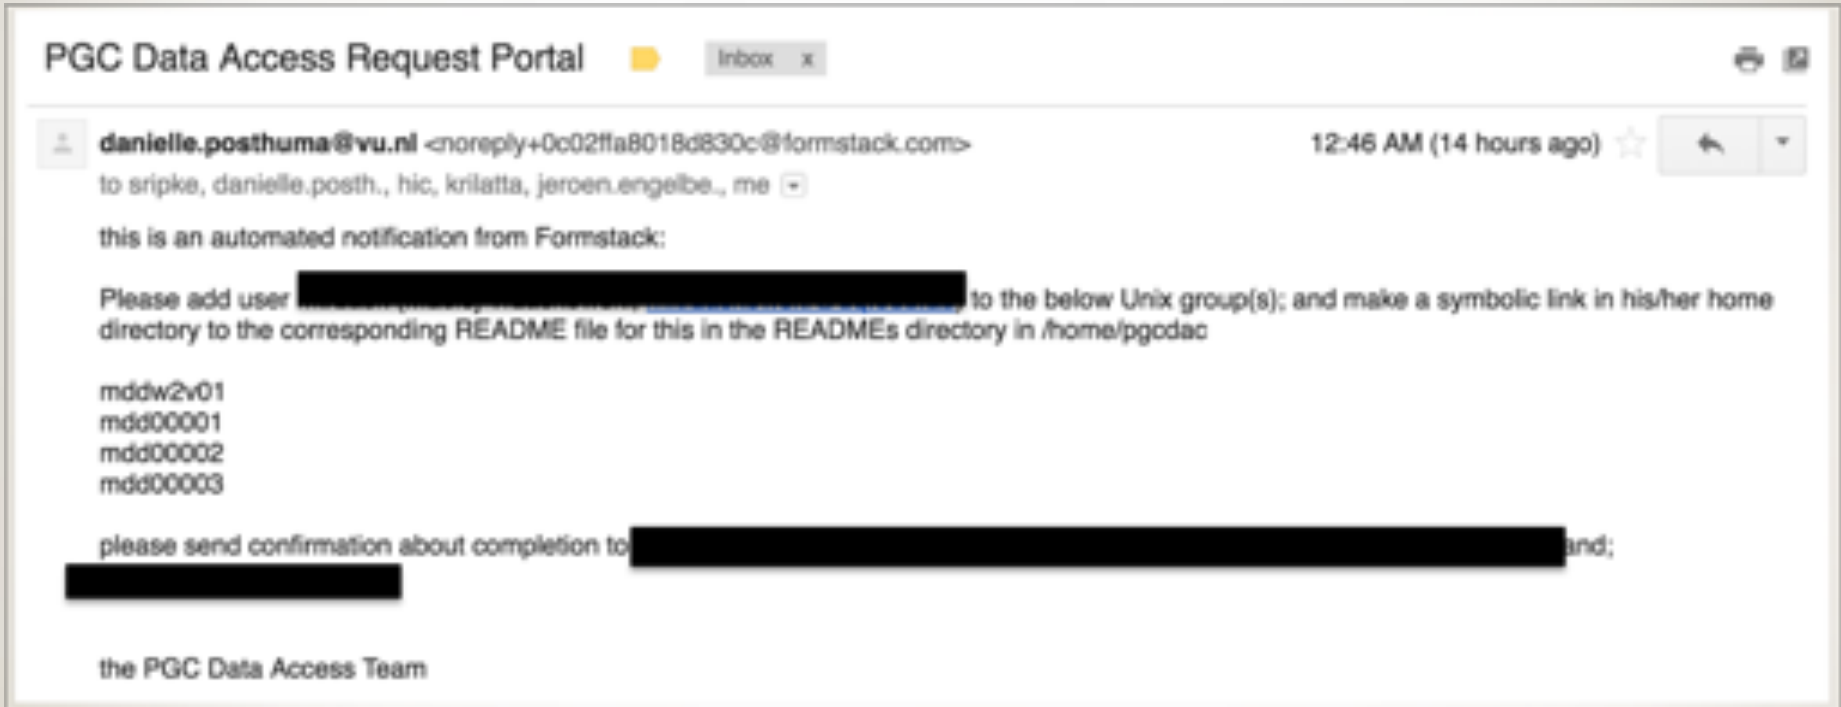 PGC Data Access Request Portal Inbox x
danielle.posthuma@vu.nl <noreply+0c02ffa8018d830c@formstack.com> 12:46 AM (14 hours ago)
to sripke, danielle.posth., hic, krilatta, jeroen.engelbe., me
this is an automated notification from Formstack:
Please add user to the below Unix group(s); and make a symbolic link in his/her home
directory to the corresponding README file for this in the READMEs directory in /home/pgcdac
mddw2v01
mdd00001
mdd00002
mdd00003
please send confirmation about completion to and;
the PGC Data Access Team